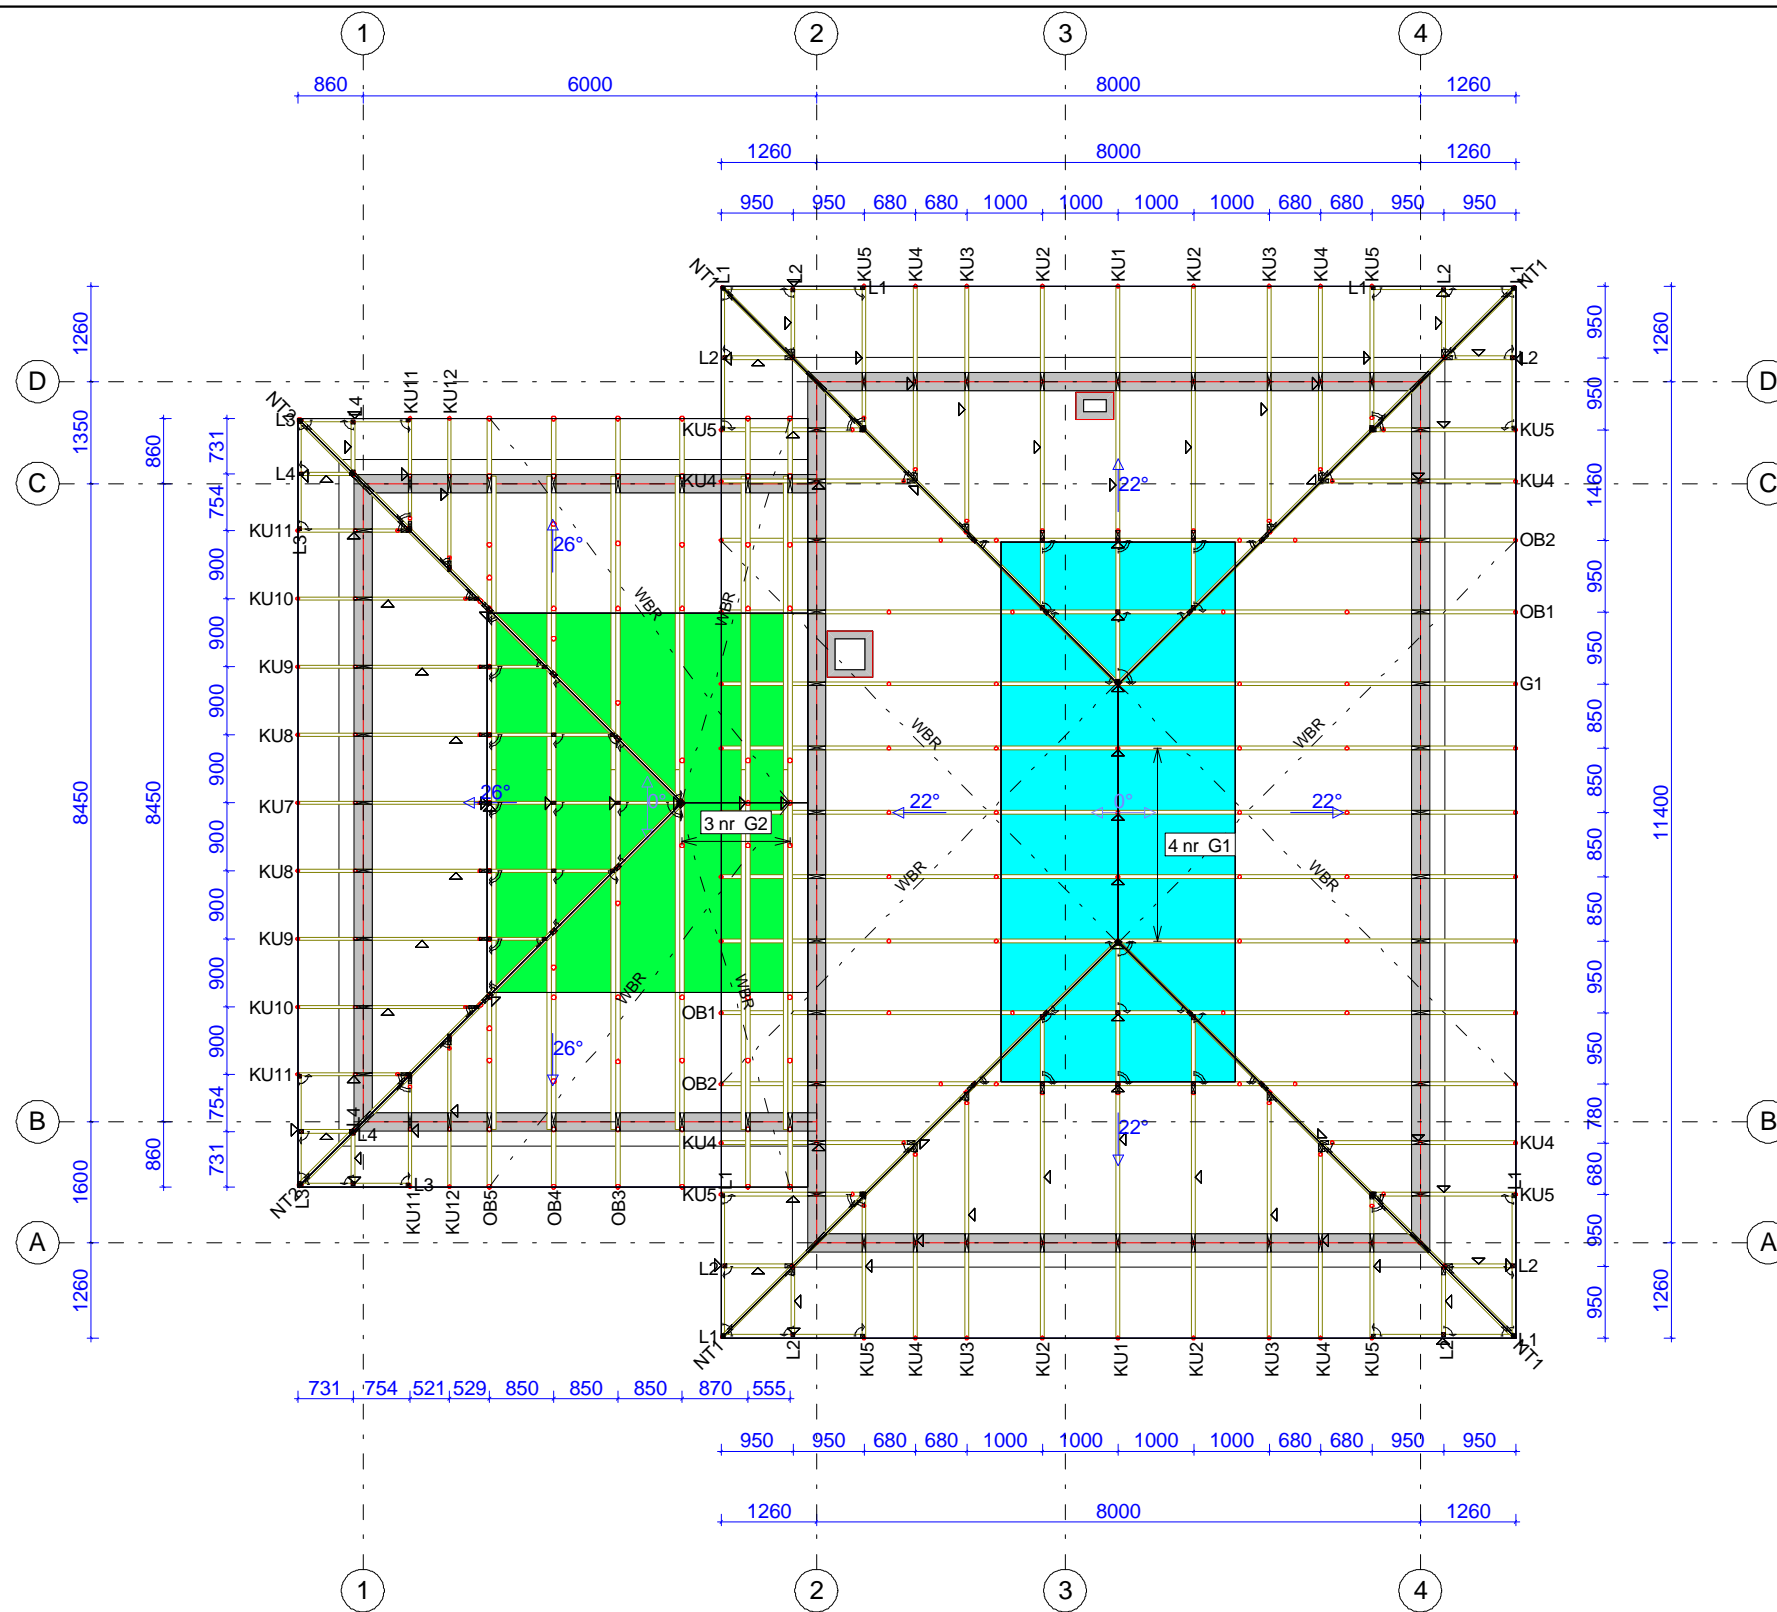 1 2 3 4
860 6000 8000 1260
1260 8000 1260
950 950 680 680 1000 1000 1000 1000 680 680 950 950
NT1 L1 L2 KU5 KU4 KU3 KU2 KU1 KU2 KU3 KU4 KU5 L2 L1 NT1
L1 L1
L2 L2
D D
NT2 L3 L4 KU11 KU12
KU5 KU5
L4 KU4 KU4
C C
22°
KU11 L3 26° OB2
KU10 WBR WBR OB1
KU9 G1
KU8 WBR WBR
KU7 26° 0° 22° 0° 22°
3 nr G2
4 nr G1
KU8 WBR WBR
KU9
KU10 WBR WBR OB1
26°
KU11 OB2
B B
L4 L4 22° KU4 KU4
NT2 L3 L3 KU11 KU12 OB5 OB4 OB3 KU5 L1 L1 KU5
A A
L2 L2
L1 NT1 L2 KU5 KU4 KU3 KU2 KU1 KU2 KU3 KU4 KU5 L2 L1 NT1
1260 1350 8450 1600 1260
860 8450 860
731 754 900 900 900 900 900 900 900 900 754 731
950 950 1460 950 950 850 850 850 850 950 950 780 680 950 950
1260 11400 1260
731 754 521 529 850 850 850 870 555
950 950 680 680 1000 1000 1000 1000 680 680 950 950
1260 8000 1260
1 2 3 4